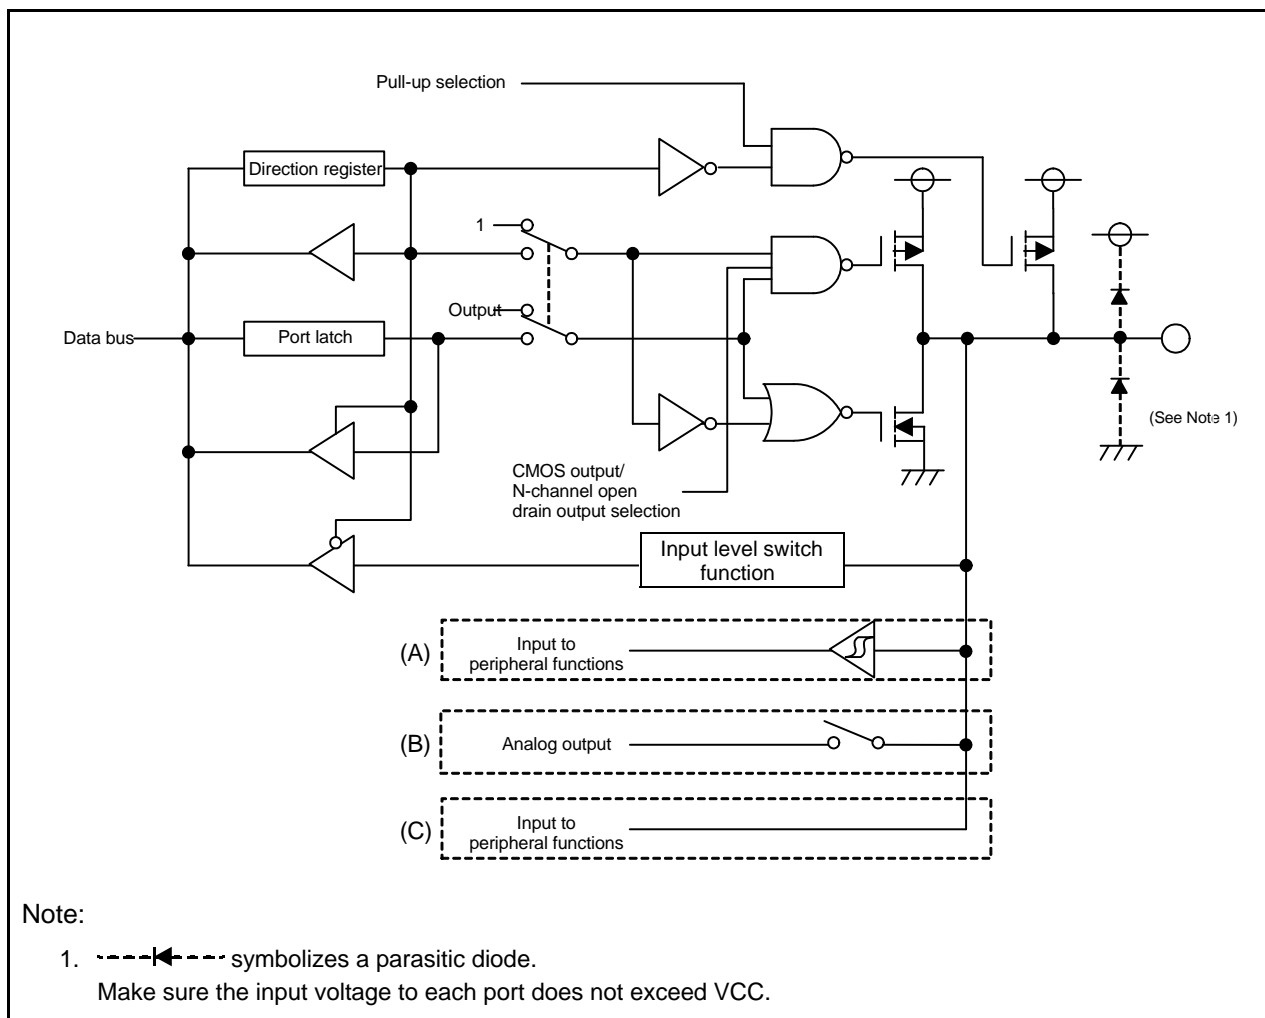 Pull-up selection
Direction register
1
Output
Data bus
Port latch
(See Note 1)
CMOS output/
N-channel open
drain output selection
Input level switch
function
(A)
Input to
peripheral functions
(B)
Analog output
(C)
Input to
peripheral functions
Note:
1. symbolizes a parasitic diode.
Make sure the input voltage to each port does not exceed VCC.